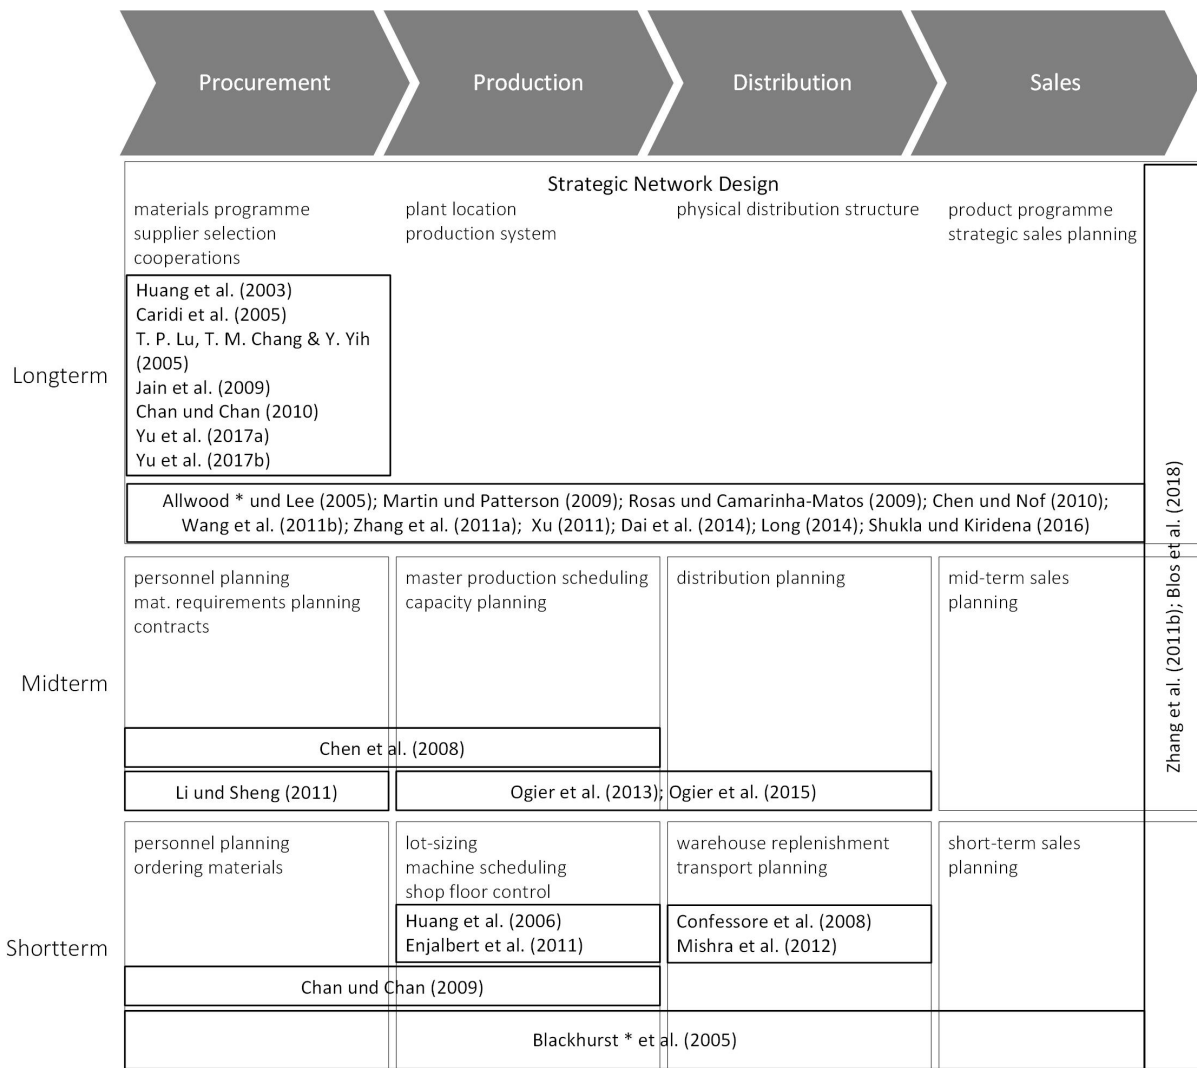 Procurement
Production
Distribution
Sales
Strategic Network Design
materials programme
supplier selection
cooperations
plant location
production system
physical distribution structure
product programme
strategic sales planning
Longterm
Huang et al. (2003)
Caridi et al. (2005)
T. P. Lu, T. M. Chang & Y. Yih
(2005)
Jain et al. (2009)
Chan und Chan (2010)
Yu et al. (2017a)
Yu et al. (2017b)
Allwood * und Lee (2005); Martin und Patterson (2009); Rosas und Camarinha-Matos (2009); Chen und Nof (2010);
Wang et al. (2011b); Zhang et al. (2011a); Xu (2011); Dai et al. (2014); Long (2014); Shukla und Kiridena (2016)
Zhang et al. (2011b); Blos et al. (2018)
Midterm
personnel planning
mat. requirements planning
contracts
master production scheduling
capacity planning
distribution planning
mid-term sales
planning
Chen et al. (2008)
Li und Sheng (2011)
Ogier et al. (2013); Ogier et al. (2015)
Shortterm
personnel planning
ordering materials
lot-sizing
machine scheduling
shop floor control
warehouse replenishment
transport planning
short-term sales
planning
Huang et al. (2006)
Enjalbert et al. (2011)
Confessore et al. (2008)
Mishra et al. (2012)
Chan und Chan (2009)
Blackhurst * et al. (2005)